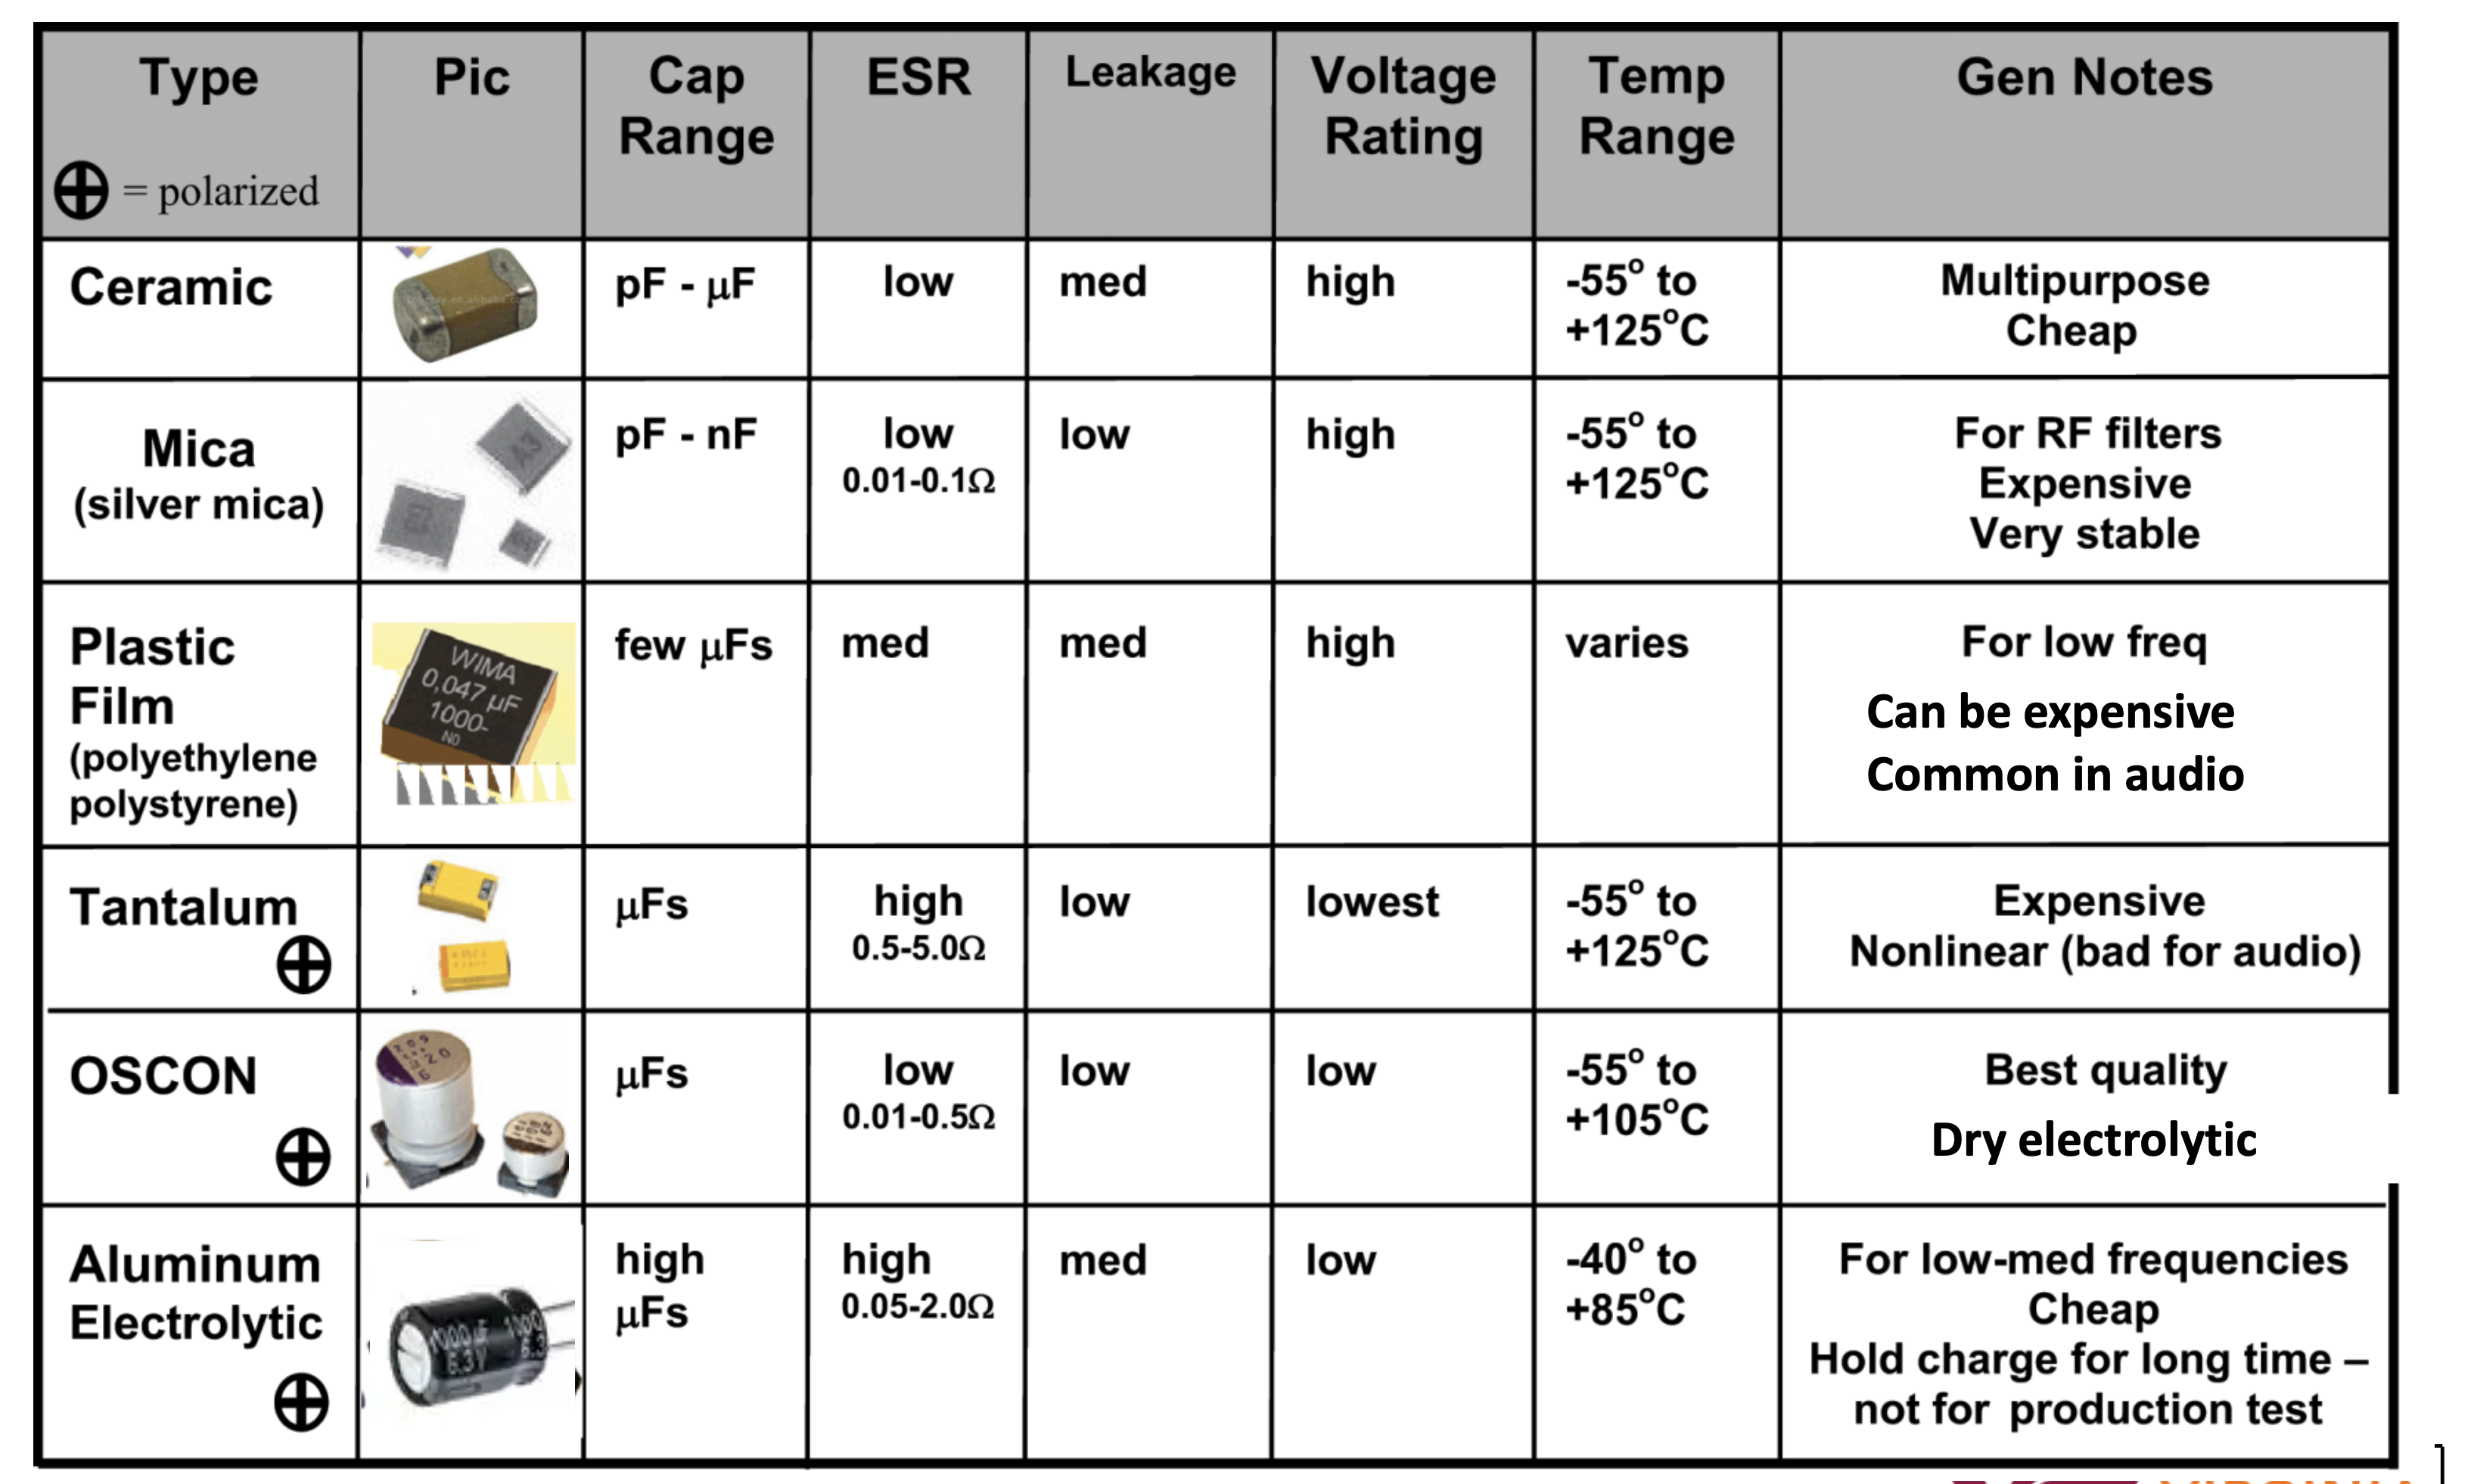 Type
⊕ = polarized
Pic
Cap
Range
ESR
Leakage
Voltage
Rating
Temp
Range
Gen Notes
Ceramic
pF - μF
low
med
high
-55° to
+125°C
Multipurpose
Cheap
Mica
(silver mica)
pF - nF
low
0.01-0.1Ω
low
high
-55° to
+125°C
For RF filters
Expensive
Very stable
Plastic
Film
(polyethylene
polystyrene)
WIMA
0,047 μF
1000-
few μFs
med
med
high
varies
For low freq
Can be expensive
Common in audio
Tantalum
⊕
μFs
high
0.5-5.0Ω
low
lowest
-55° to
+125°C
Expensive
Nonlinear (bad for audio)
OSCON
⊕
μFs
low
0.01-0.5Ω
low
low
-55° to
+105°C
Best quality
Dry electrolytic
Aluminum
Electrolytic
⊕
1000μF
6.3V
high
μFs
high
0.05-2.0Ω
med
low
-40° to
+85°C
For low-med frequencies
Cheap
Hold charge for long time –
not for production test